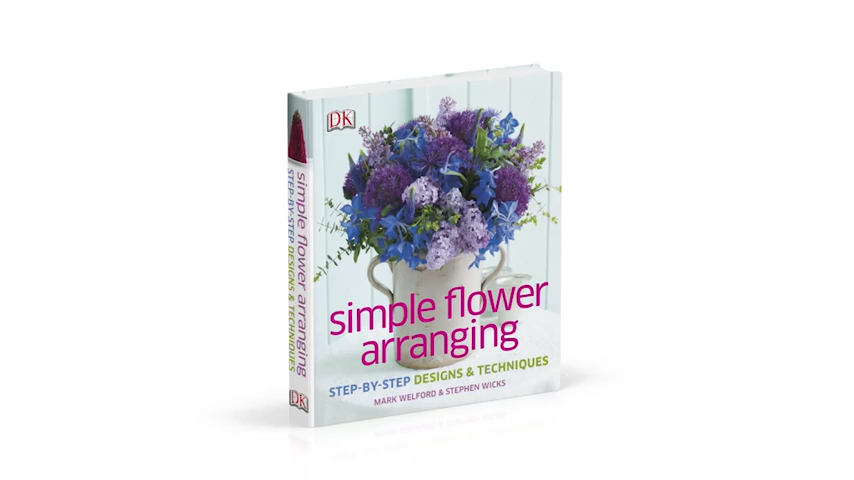 DK
simple flower
arranging
STEP-BY-STEP DESIGNS & TECHNIQUES
MARK WELFORD & STEPHEN WICKS
simple flower arranging
STEP-BY-STEP DESIGNS & TECHNIQUES
DK